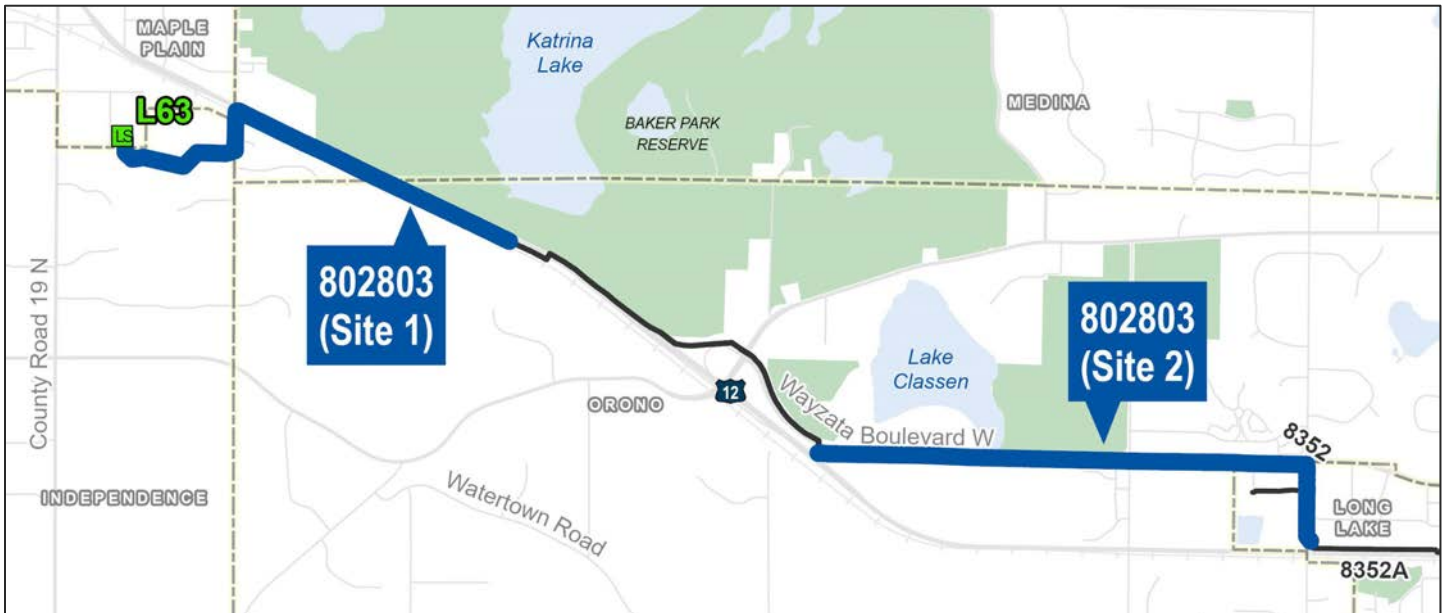 MAPLE
PLAIN
Katrina
Lake
L63
LS
MEDINA
BAKER PARK
RESERVE
802803
(Site 1)
County Road 19 N
802803
(Site 2)
Lake
Classen
12
ORONO
Wayzata Boulevard W
8352
Watertown Road
INDEPENDENCE
LONG
LAKE
8352A